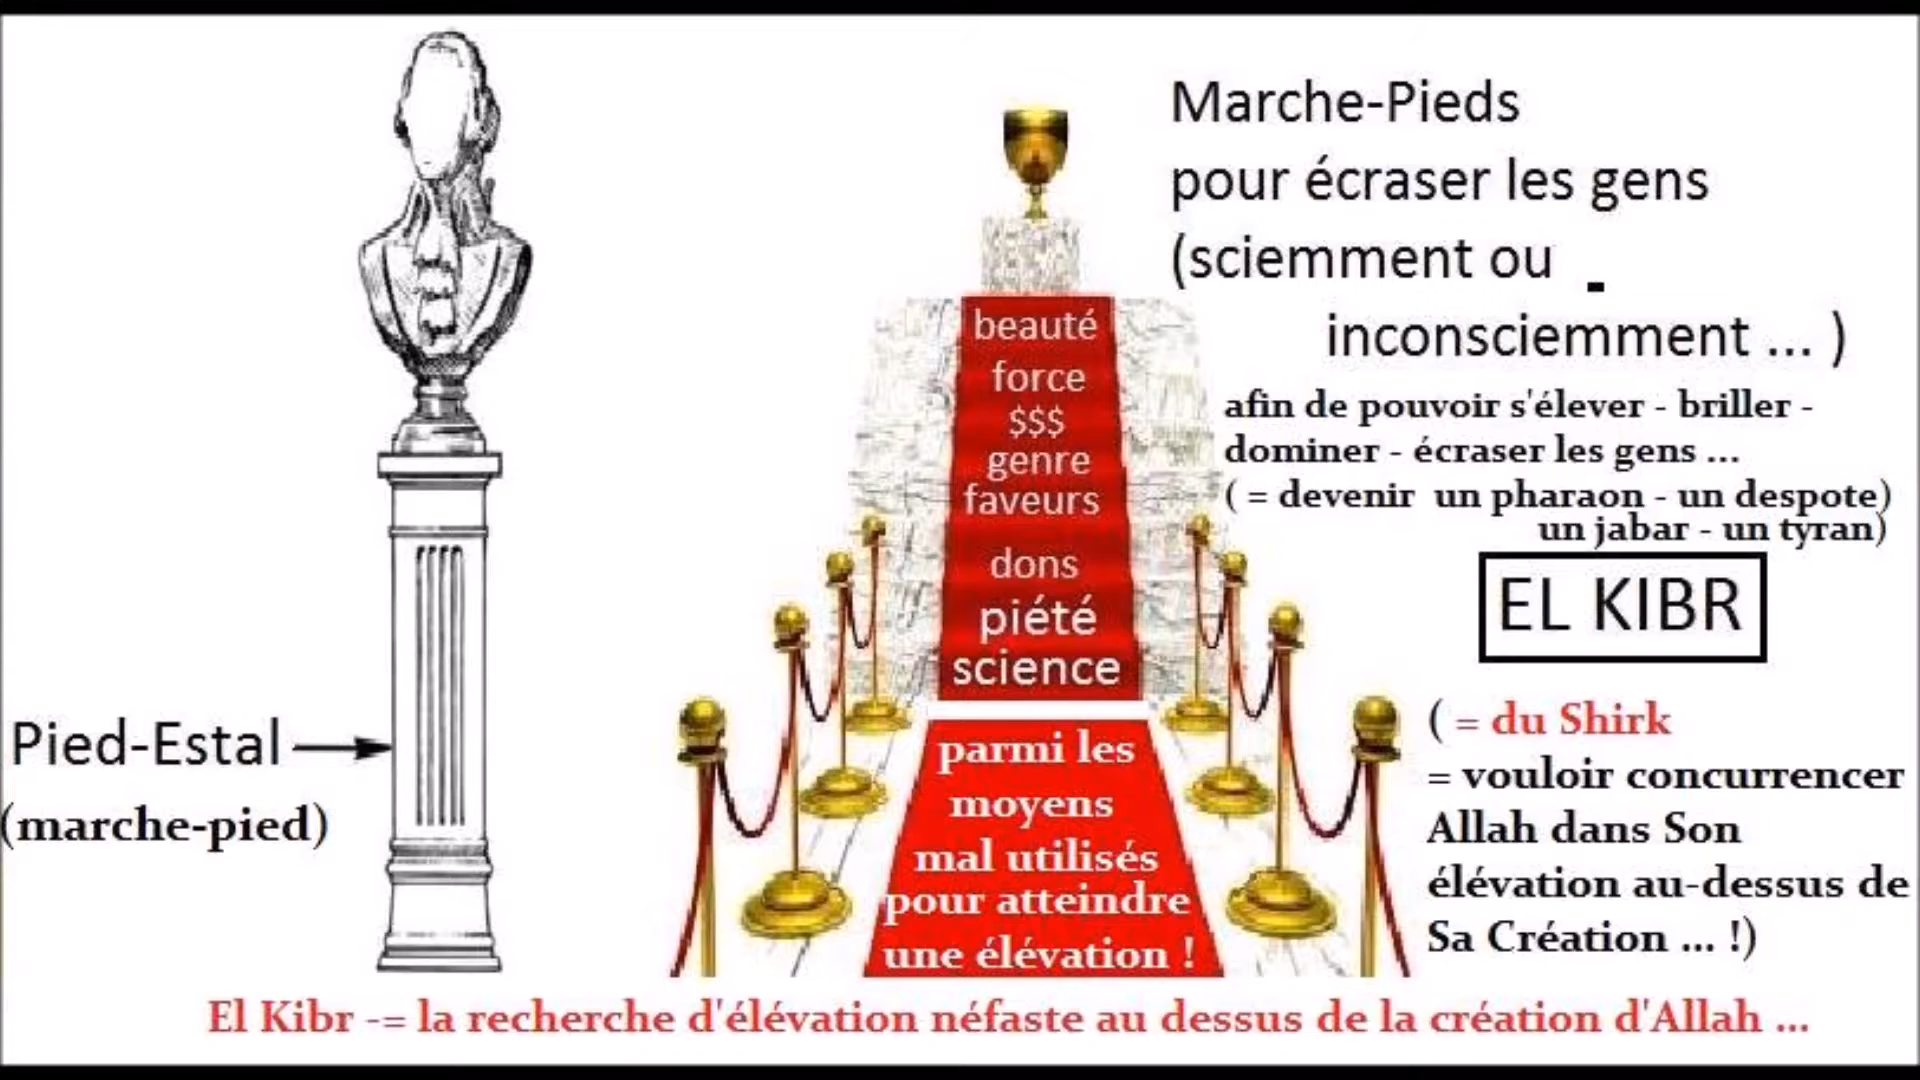 Pied-Estal
(marche-pied)
beauté
force
$$$
genre
faveurs
dons
piété
science
parmi les
moyens
mal utilisés
pour atteindre
une élévation !
Marche-Pieds
pour écraser les gens
(sciemment ou -
inconsciemment ... )
afin de pouvoir s'élever - briller -
dominer - écraser les gens ...
( = devenir un pharaon - un despote)
un jabar - un tyran)
EL KIBR
( = du Shirk
= vouloir concurrencer
Allah dans Son
élévation au-dessus de
Sa Création ... !)
El Kibr -= la recherche d'élévation néfaste au dessus de la création d'Allah ...